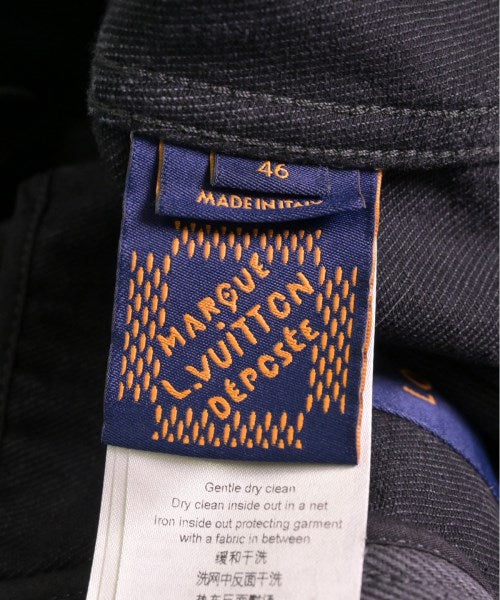 46
MADE IN ITALY
MARQUE
L.VUITTON
DÉPOSÉE
Gentle dry clean
Dry clean inside out in a net
Iron inside out protecting garment
with a fabric in between
缓和干洗
洗网中反面干洗